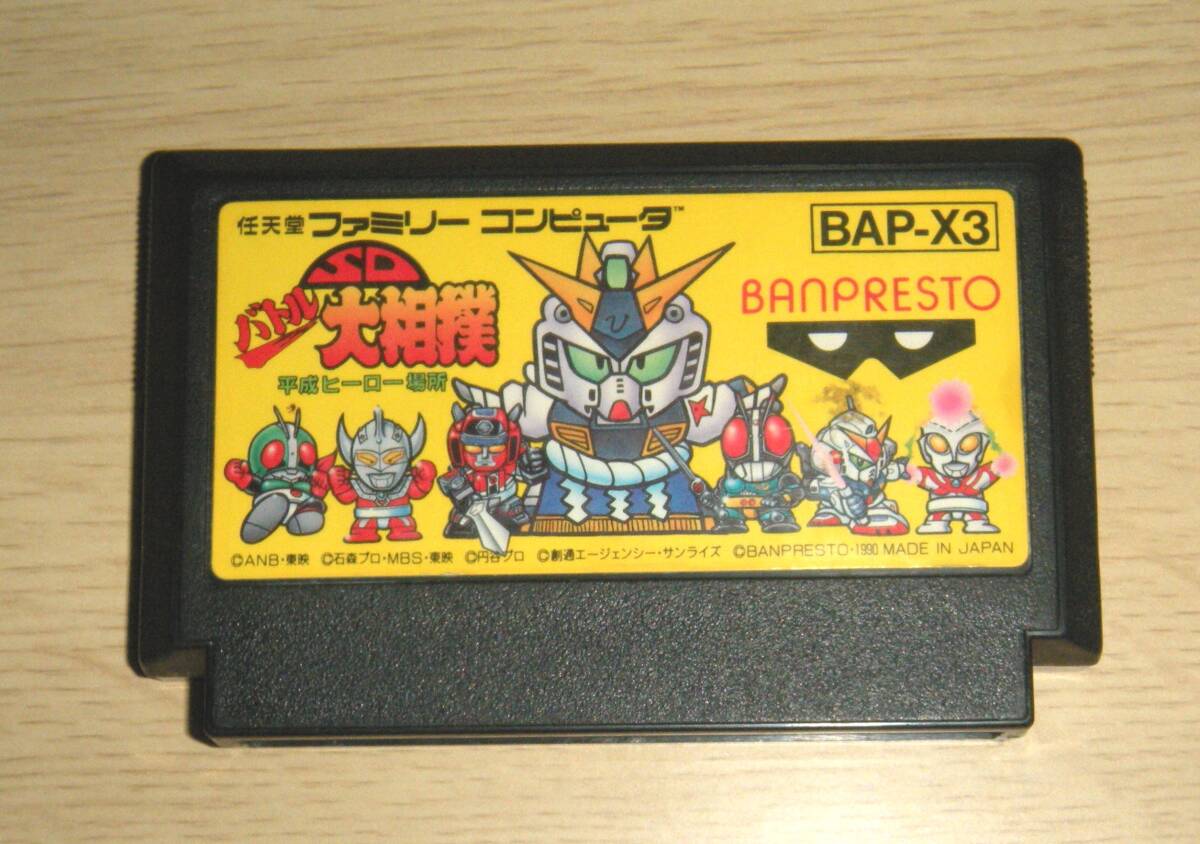 任天堂 ファミリー コンピュータ™
BAP-X3
SD
バトル
大相撲
平成ヒーロー場所
BANPRESTO
©ANB・東映 ©石森プロ・MBS・東映 ©円谷プロ ©創通エージェンシー・サンライズ ©BANPRESTO・1990 MADE IN JAPAN